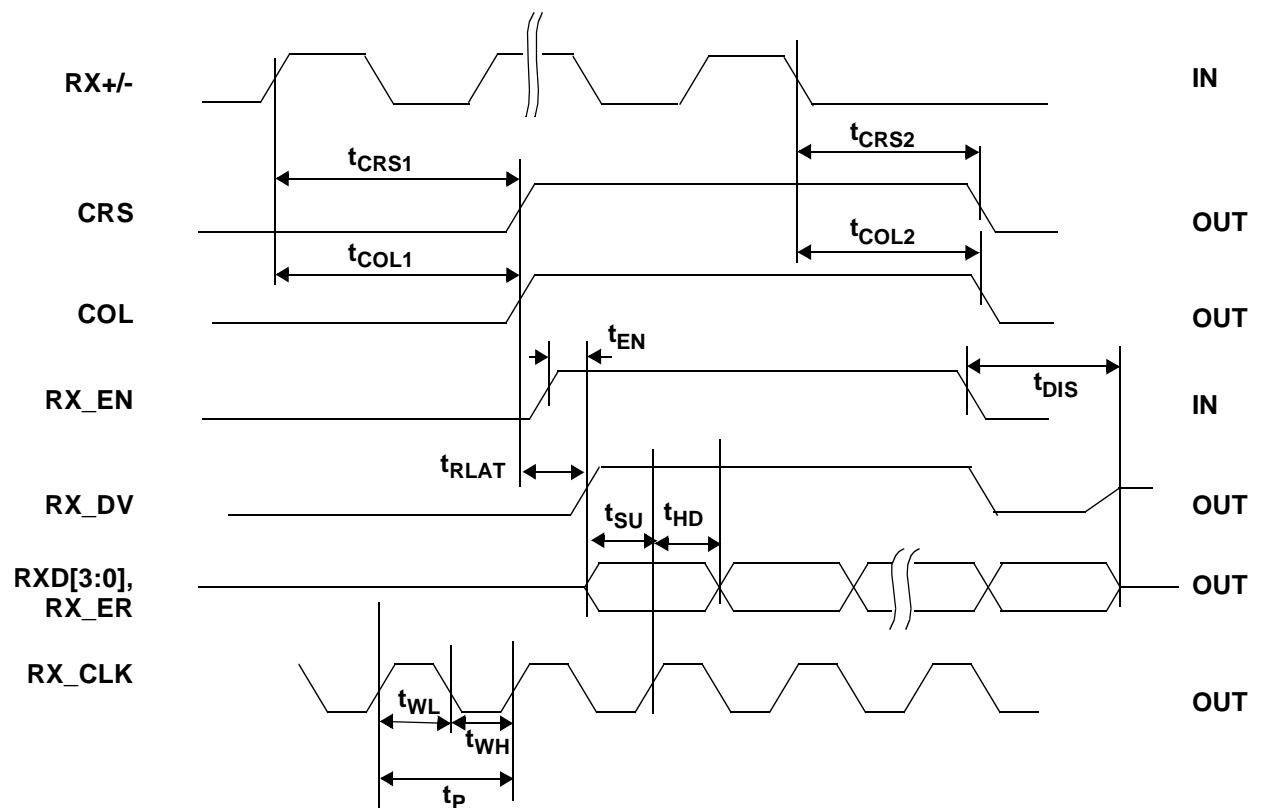 RX+/-
IN
tCRS1
tCRS2
CRS
OUT
tCOL1
tCOL2
COL
OUT
tEN
RX_EN
tDIS
IN
tRLAT
RX_DV
OUT
tSU
tHD
RXD[3:0],
RX_ER
OUT
RX_CLK
OUT
tWL
tWH
tP